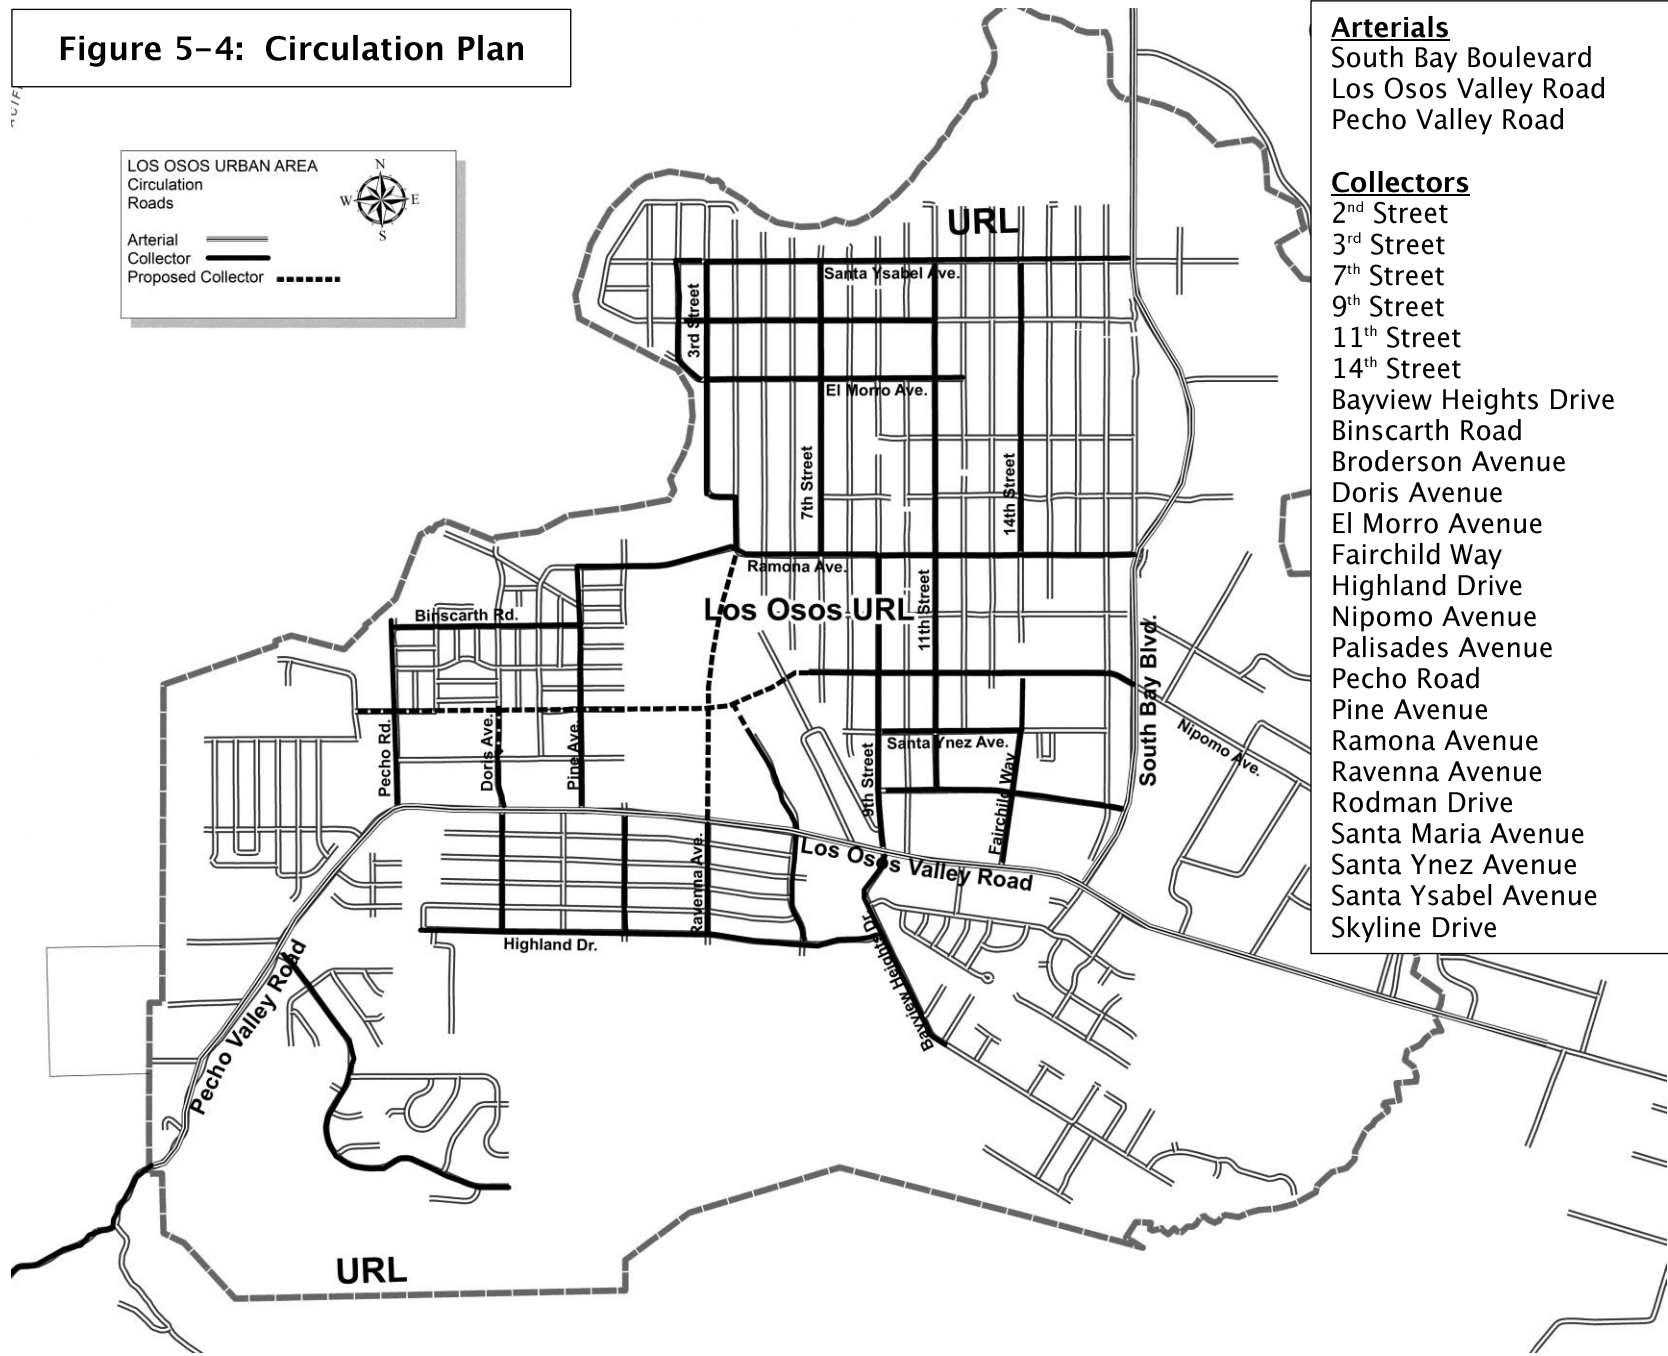 Figure 5-4: Circulation Plan
LOS OSOS URBAN AREA
Circulation
Roads
N
W
E
S
Arterial
Collector
Proposed Collector
Arterials
South Bay Boulevard
Los Osos Valley Road
Pecho Valley Road
Collectors
2nd Street
3rd Street
7th Street
9th Street
11th Street
14th Street
Bayview Heights Drive
Binscarth Road
Broderson Avenue
Doris Avenue
El Morro Avenue
Fairchild Way
Highland Drive
Nipomo Avenue
Palisades Avenue
Pecho Road
Pine Avenue
Ramona Avenue
Ravenna Avenue
Rodman Drive
Santa Maria Avenue
Santa Ynez Avenue
Santa Ysabel Avenue
Skyline Drive
URL
Santa Ysabel Ave.
3rd Street
El Morro Ave.
7th Street
14th Street
Ramona Ave.
Los Osos URL
11th Street
Binscarth Rd.
South Bay Blvd.
Nipomo Ave.
Pecho Rd.
Doris Ave.
Pine Ave.
Santa Ynez Ave.
9th Street
Fairchild Way
Los Osos Valley Road
Ravenna Ave.
Highland Dr.
Bayview Heights Dr.
Pecho Valley Road
URL